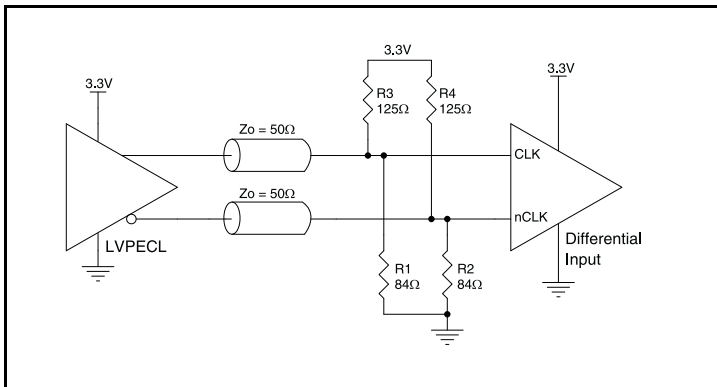 3.3V
3.3V
3.3V
R3
125Ω
R4
125Ω
Zo = 50Ω
CLK
Zo = 50Ω
nCLK
LVPECL
Differential
Input
R1
84Ω
R2
84Ω